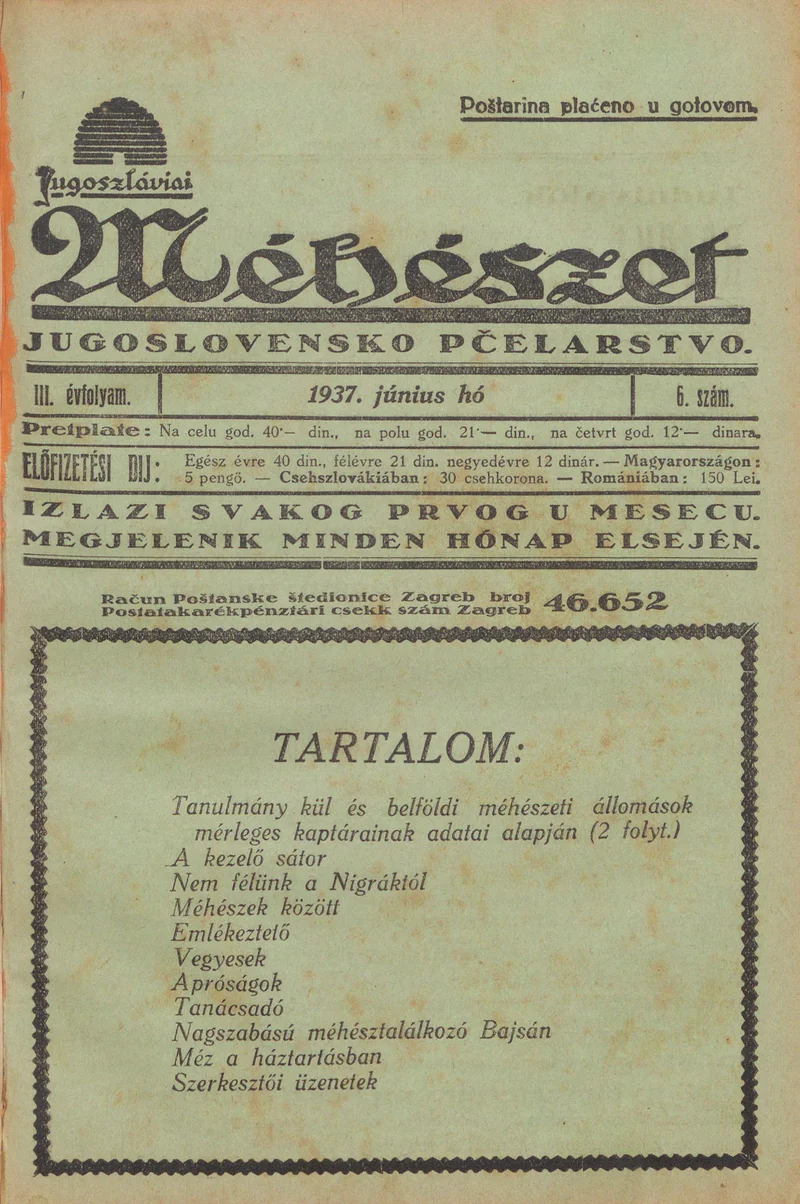 Poštarina plaćeno u gotovom.
Jugoszláviai
Méhészet
JUGOSLOVENSKO PČELARSTVO.
III. évfolyam.
1937. június hó
6. szám.
Pretplate: Na celu god. 40·— din., na polu god. 21·— din., na četvrt god. 12·— dinara.
ELŐFIZETÉSI DIJ: Egész évre 40 din., félévre 21 din. negyedévre 12 dinár. — Magyarországon:
5 pengő. — Csehszlovákiában: 30 csehkorona. — Romániában: 150 Lei.
IZLAZI SVAKOG PRVOG U MESECU.
MEGJELENIK MINDEN HÓNAP ELSEJÉN.
Račun Poštanske štedionice Zagreb broj 46.652
Postatakarékpénztári csekk szám Zagreb
TARTALOM:
Tanulmány kül és belföldi méhészeti állomások
mérleges kaptárainak adatai alapján (2 folyt.)
A kezelő sátor
Nem félünk a Nigráktól
Méhészek között
Emlékeztető
Vegyesek
Apróságok
Tanácsadó
Nagszabású méhésztalálkozó Bajsán
Méz a háztartásban
Szerkesztői üzenetek